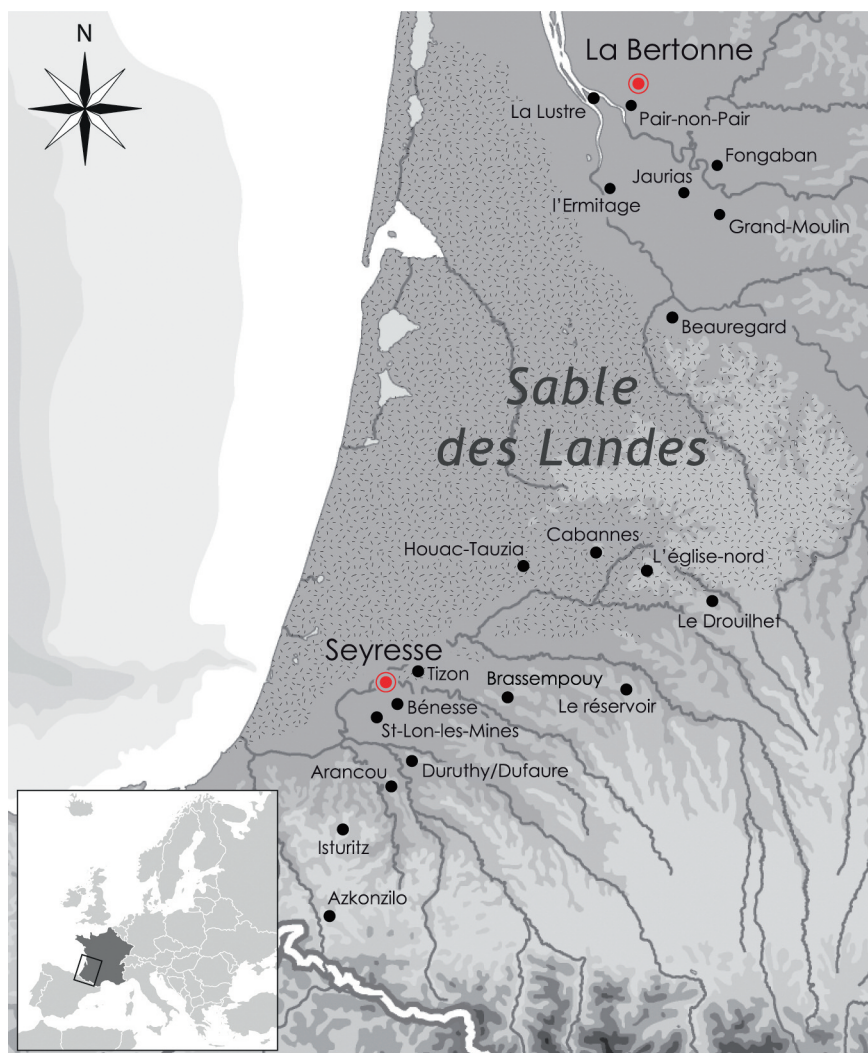 N
La Bertonne
La Lustre
Pair-non-Pair
Fongaban
Jaurias
l'Ermitage
Grand-Moulin
Beauregard
Sable
des Landes
Cabannes
Houac-Tauzia
L'église-nord
Le Drouilhet
Seyresse
Tizon
Brassempouy
Le réservoir
Bénesse
St-Lon-les-Mines
Arancou
Duruthy/Dufaure
Isturitz
Azkonzilo